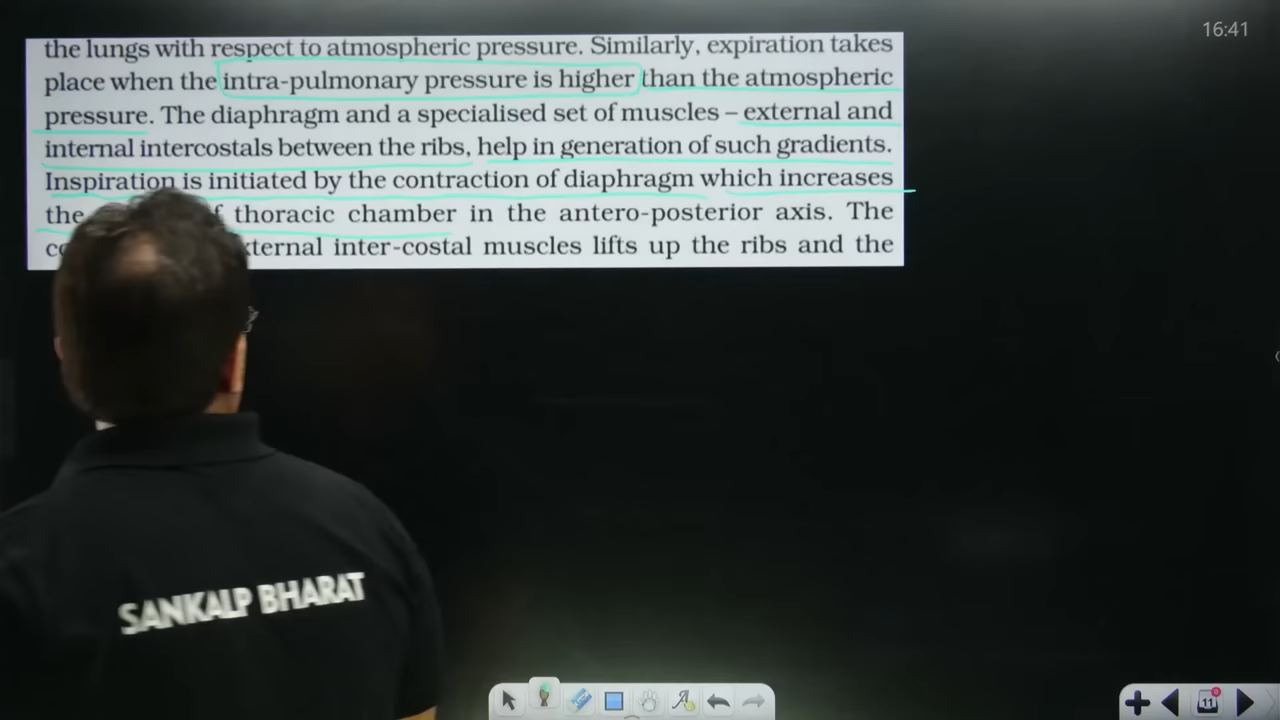 16:41
the lungs with respect to atmospheric pressure. Similarly, expiration takes
place when the intra-pulmonary pressure is higher than the atmospheric
pressure. The diaphragm and a specialised set of muscles – external and
internal intercostals between the ribs, help in generation of such gradients.
Inspiration is initiated by the contraction of diaphragm which increases
the thoracic chamber in the antero-posterior axis. The
inter-costal muscles lifts up the ribs and the
SANKALP BHARAT
A
11